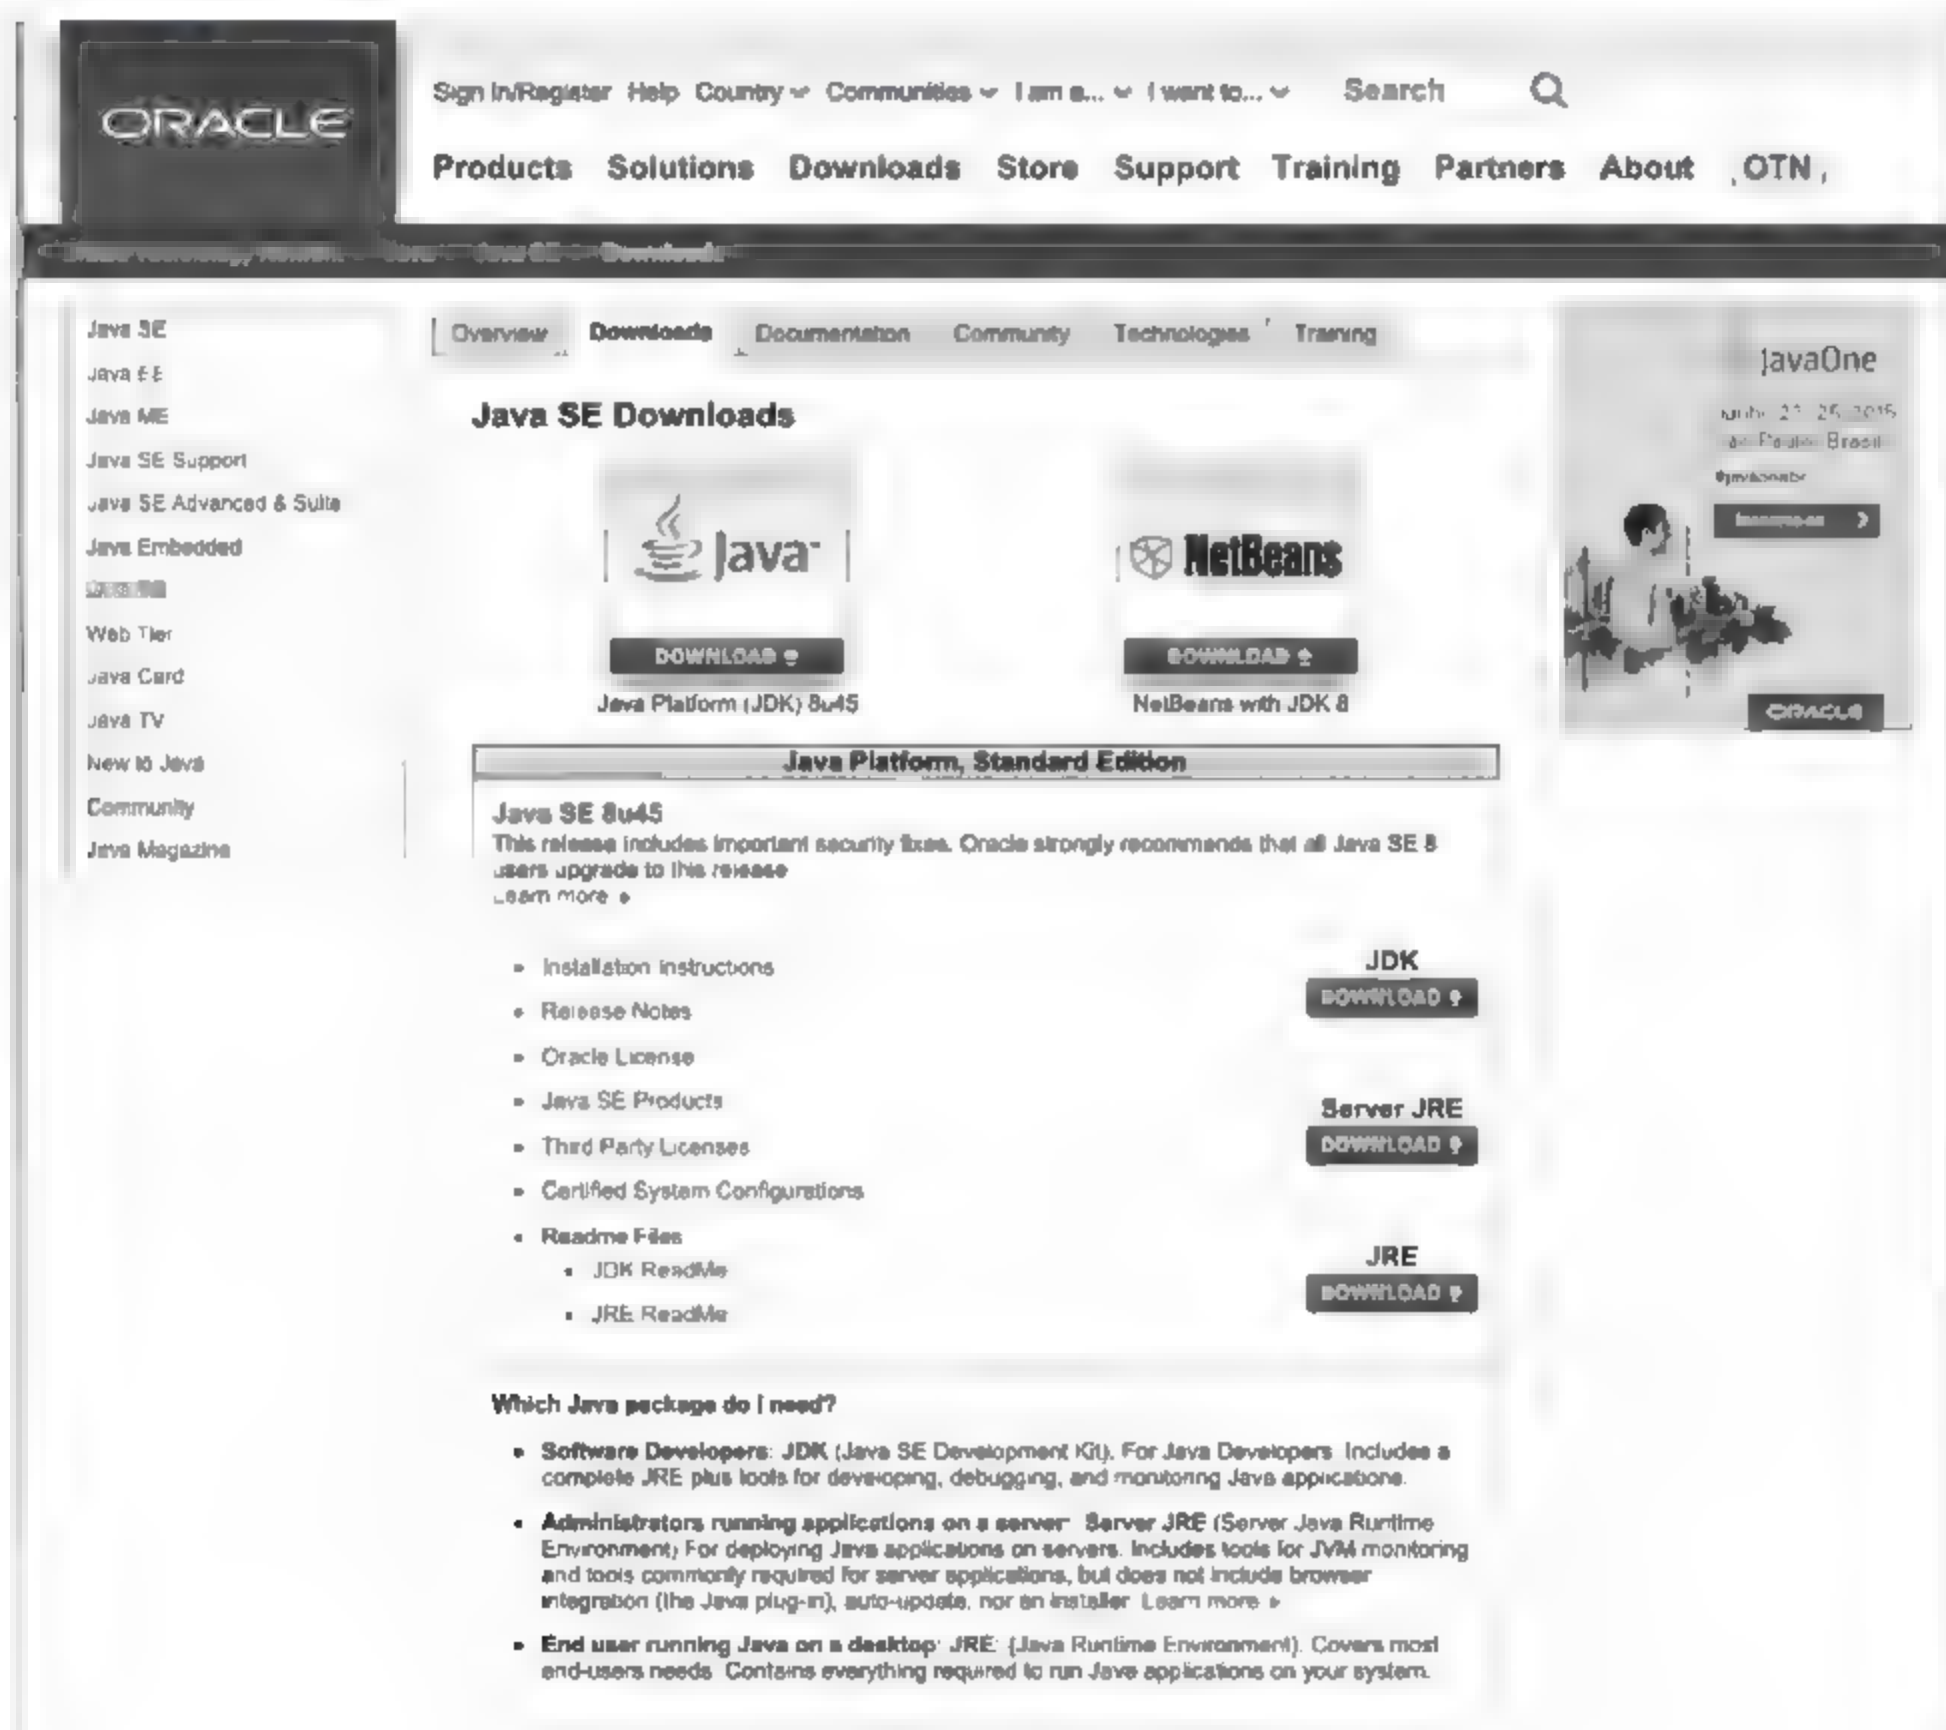 ORACLE
Sign In/Register Help Country Communities I am a... I want to... Search
Products Solutions Downloads Store Support Training Partners About OTN
Java SE Downloads
Java SE
Java EE
Java ME
Java SE Support
Java SE Advanced & Suite
Java Embedded
Web Tier
Java Card
Java TV
New to Java
Community
Java Magazine
Overview Downloads Documentation Community Technologies Training
Java SE Downloads
Java
NetBeans
DOWNLOAD
DOWNLOAD
Java Platform (JDK) 8u45
NetBeans with JDK 8
Java Platform, Standard Edition
Java SE 8u45
This release includes important security fixes. Oracle strongly recommends that all Java SE 8
users upgrade to this release
Learn more
Installation Instructions
Release Notes
Oracle License
Java SE Products
Third Party Licenses
Certified System Configurations
Readme Files
JDK ReadMe
JRE ReadMe
JDK
DOWNLOAD
Server JRE
DOWNLOAD
JRE
DOWNLOAD
Which Java package do I need?
Software Developers: JDK (Java SE Development Kit). For Java Developers. Includes a
complete JRE plus tools for developing, debugging, and monitoring Java applications.
Administrators running applications on a server: Server JRE (Server Java Runtime
Environment) For deploying Java applications on servers. Includes tools for JVM monitoring
and tools commonly required for server applications, but does not include browser
integration (the Java plug-in), auto-update, nor an installer. Learn more
End user running Java on a desktop: JRE: (Java Runtime Environment). Covers most
end-users needs. Contains everything required to run Java applications on your system.
JavaOne
Brasil
ORACLE